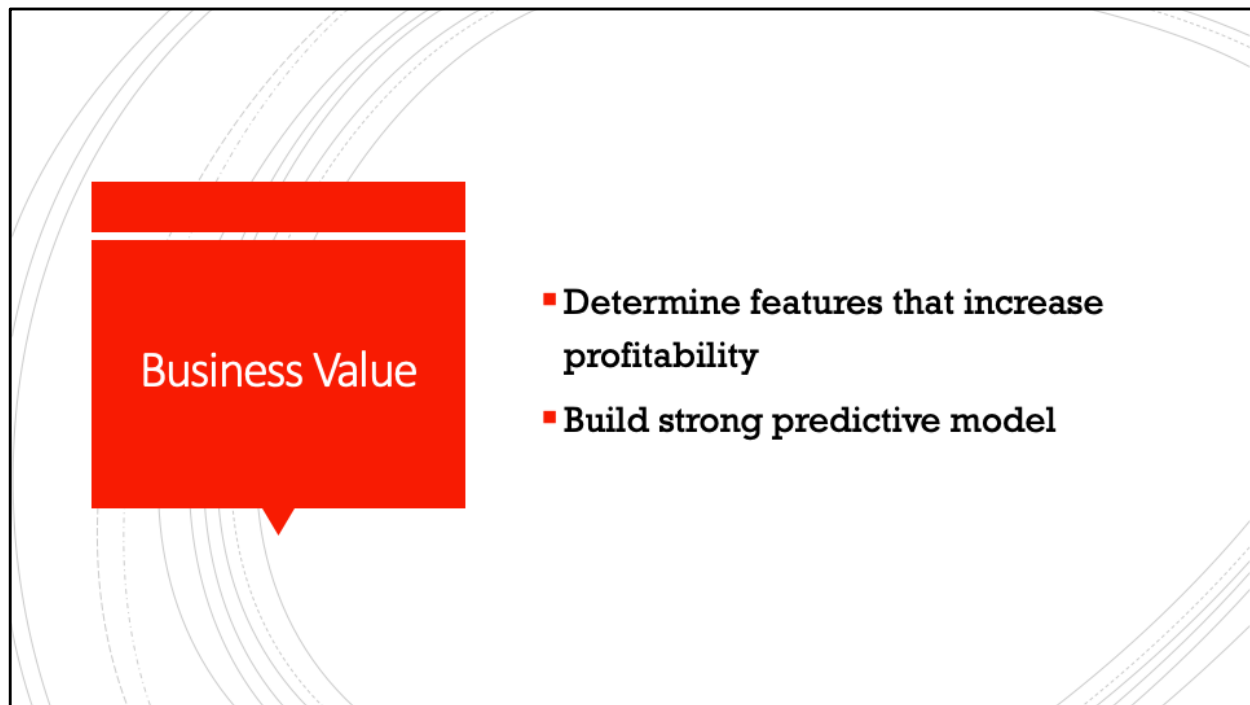 Business Value
▪ Determine features that increase
profitability
▪ Build strong predictive model